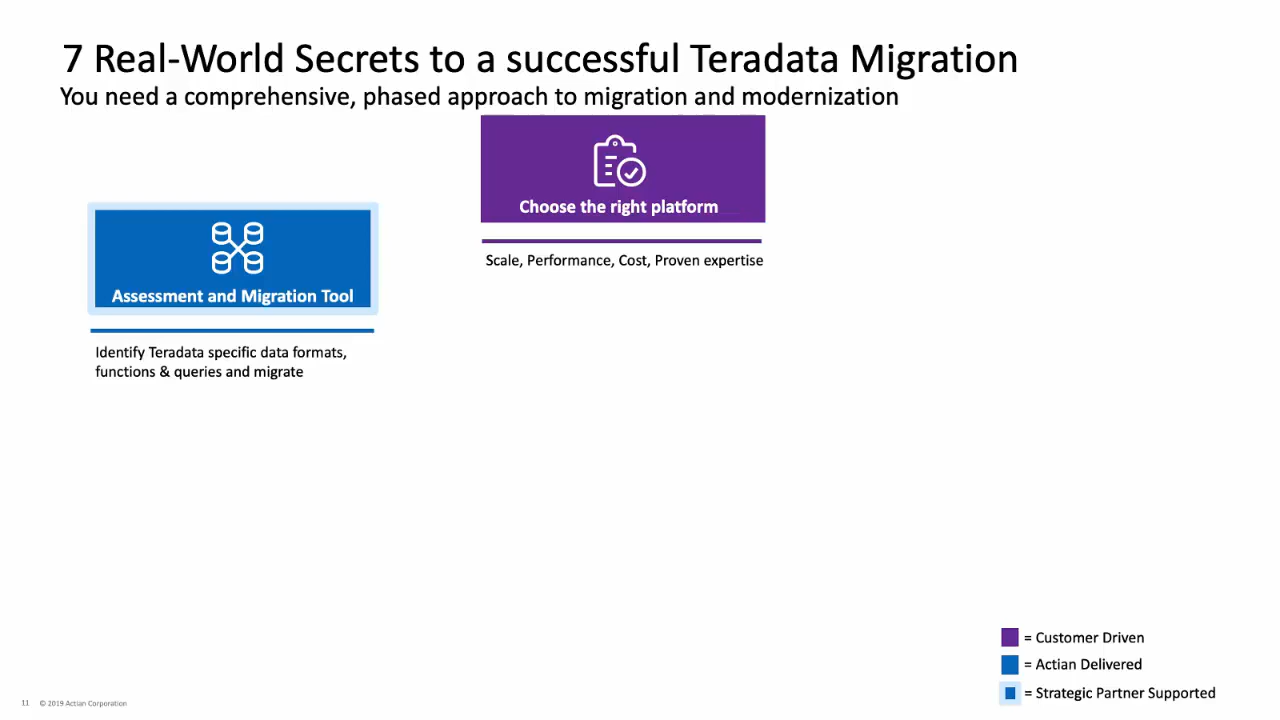 7 Real-World Secrets to a successful Teradata Migration
You need a comprehensive, phased approach to migration and modernization
Choose the right platform
Scale, Performance, Cost, Proven expertise
Assessment and Migration Tool
Identify Teradata specific data formats,
functions & queries and migrate
= Customer Driven
= Actian Delivered
= Strategic Partner Supported
11 © 2019 Actian Corporation